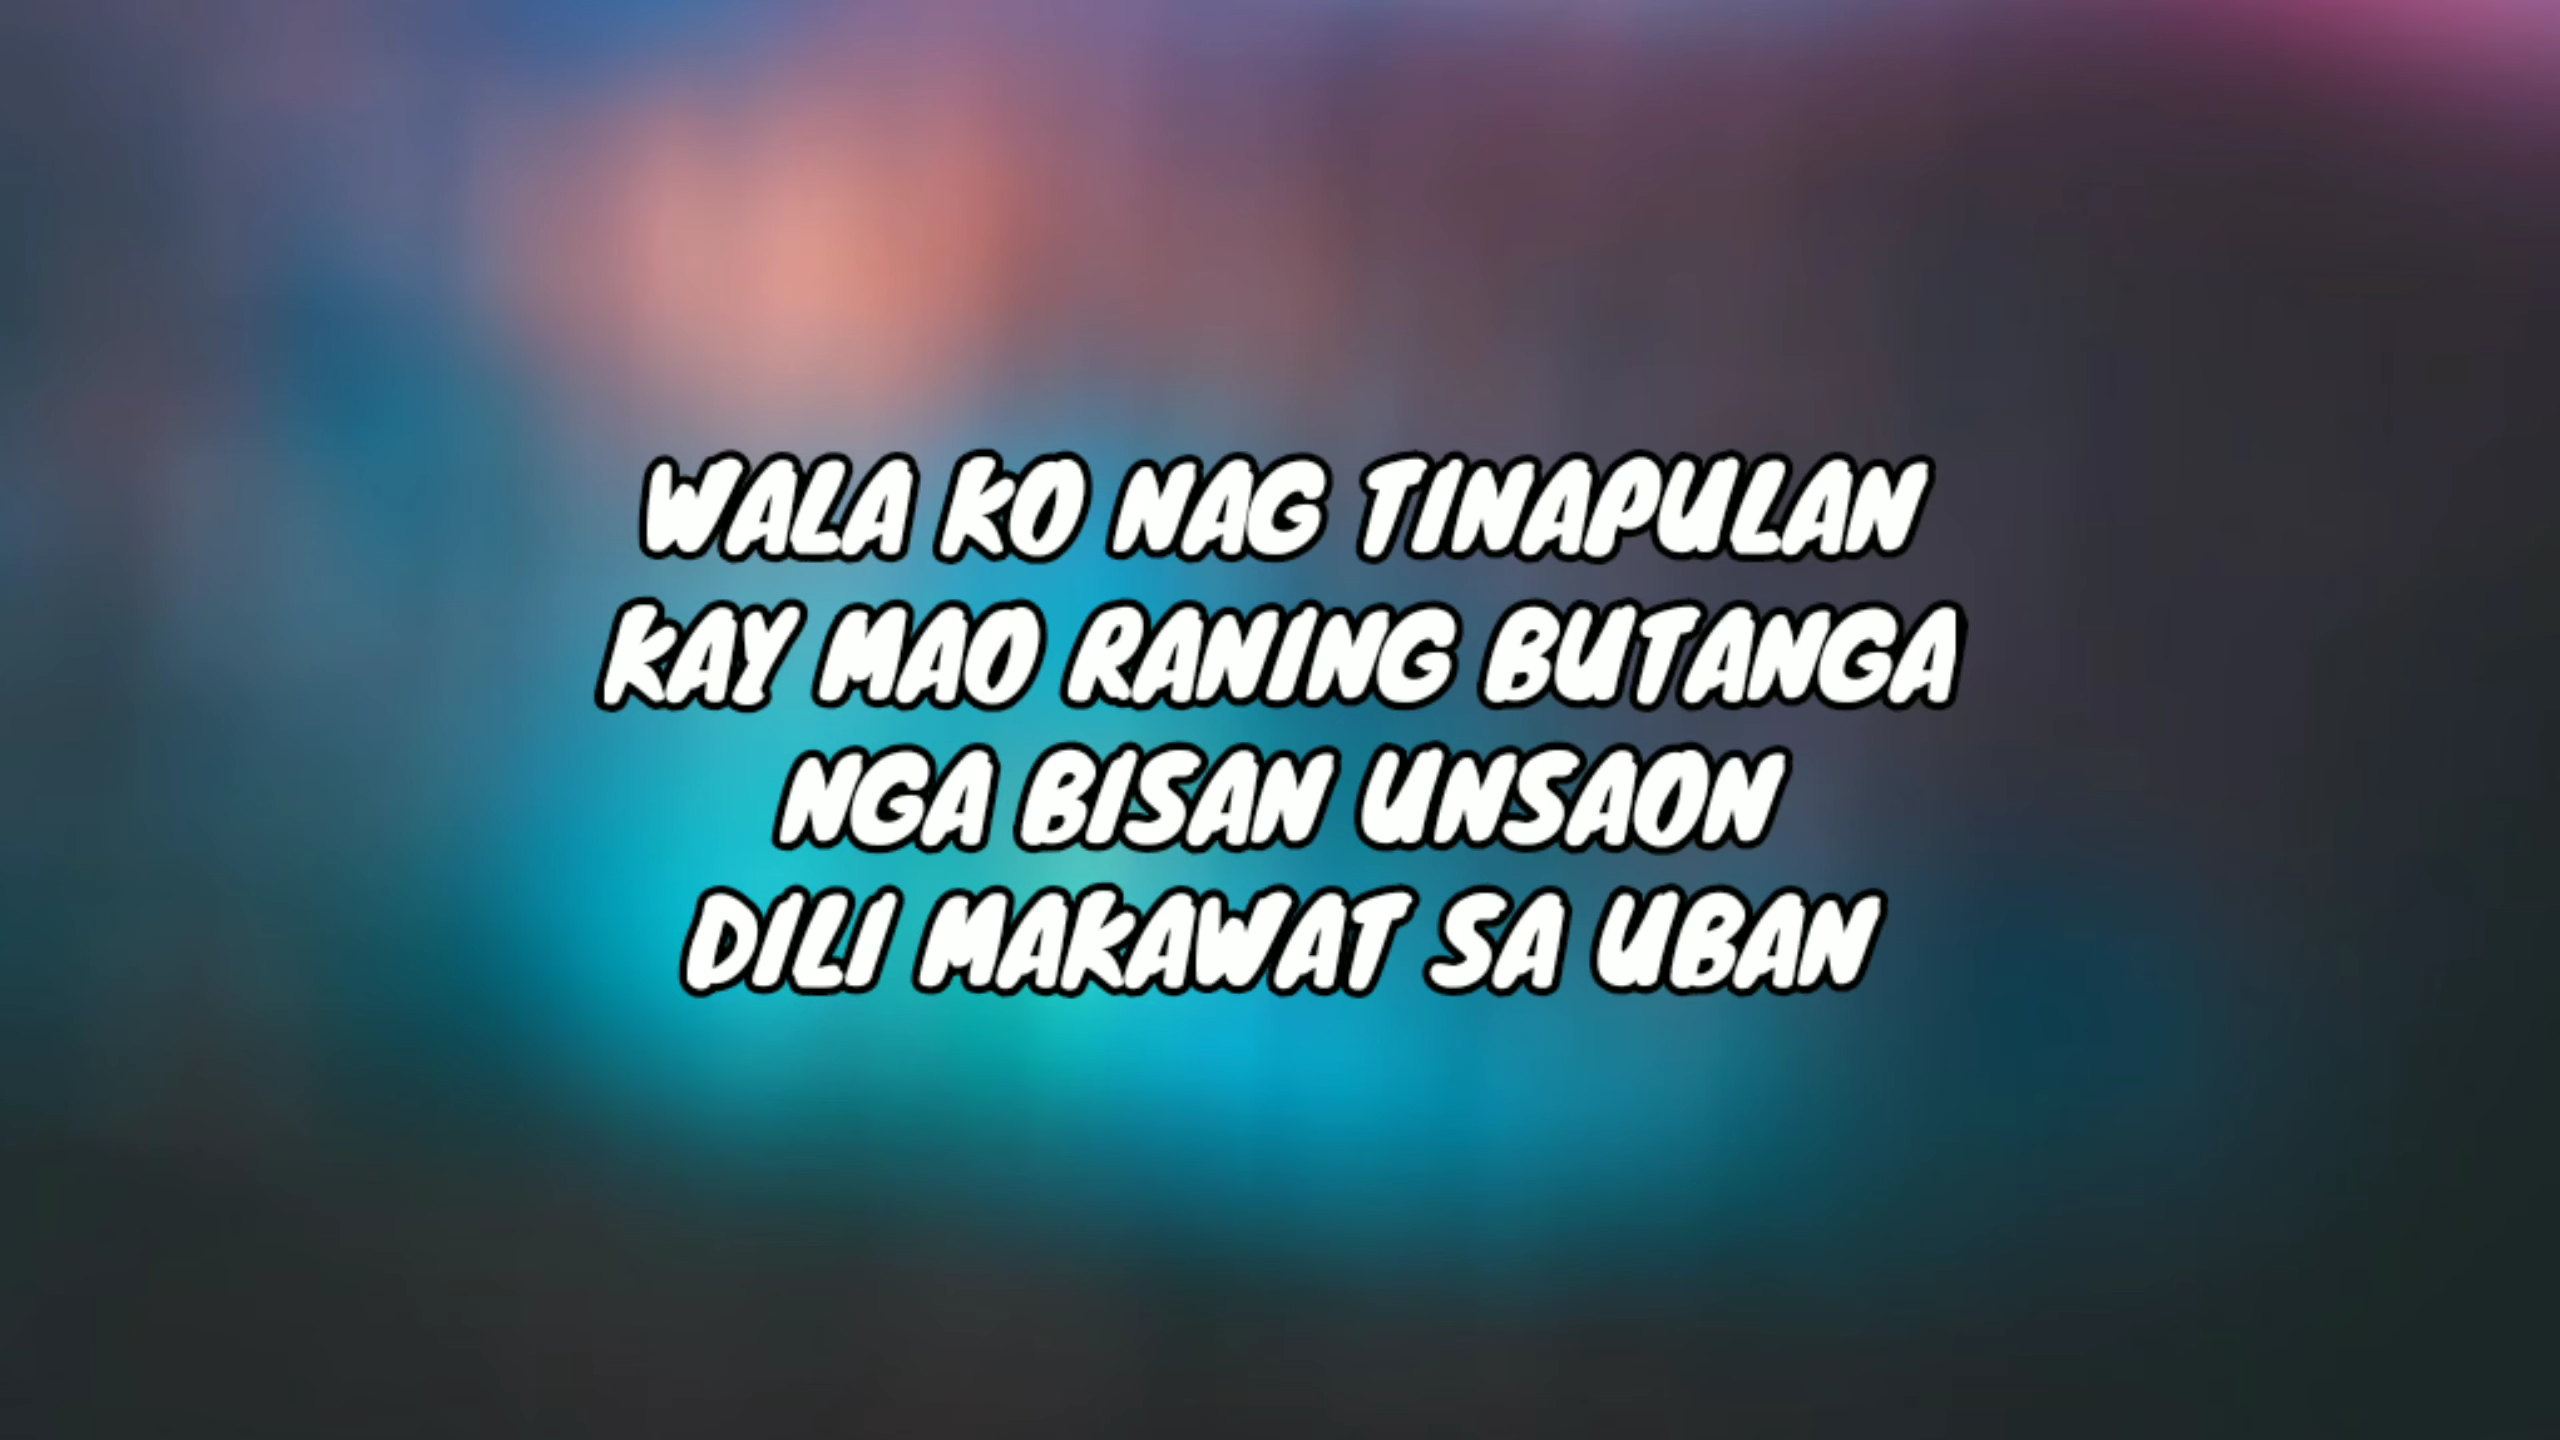 WALA KO NAG TINAPULAN
KAY MAO RANING BUTANGA
NGA BISAN UNSAON
DILI MAKAWAT SA UBAN